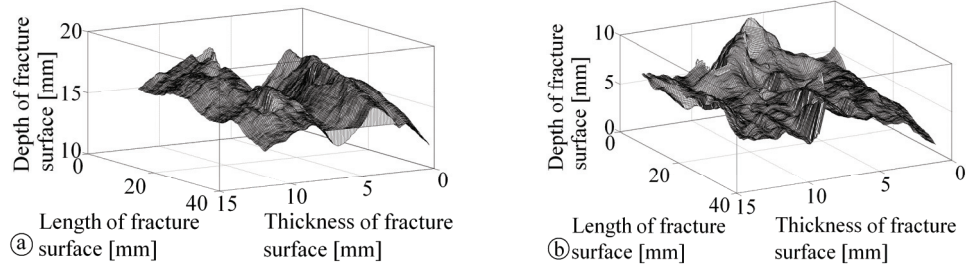 20
Depth of fracture
surface [mm]
15
10
0
20
40
15
10
5
0
Length of fracture
surface [mm]
Thickness of fracture
surface [mm]
ⓐ
10
Depth of fracture
surface [mm]
5
0
0
20
40
15
10
5
0
Length of fracture
surface [mm]
Thickness of fracture
surface [mm]
ⓑ